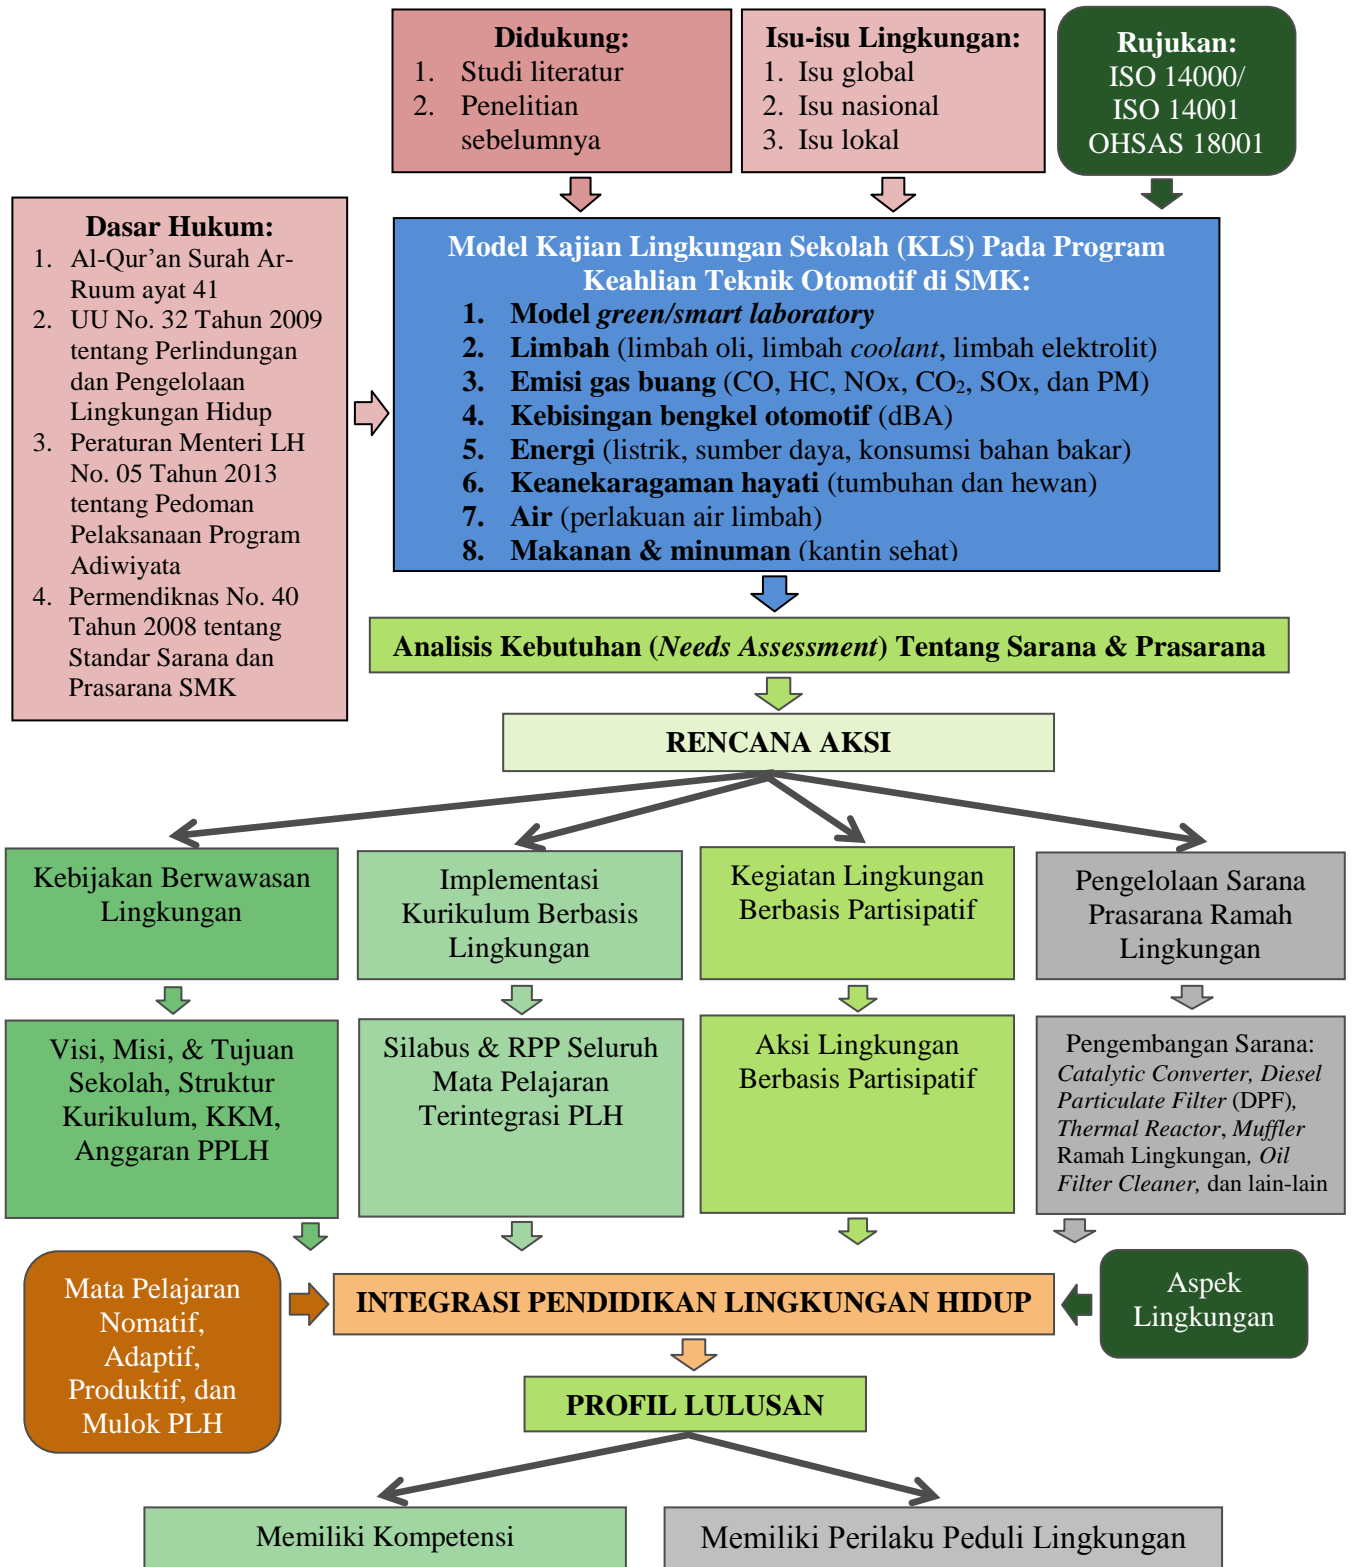 Didukung:
1. Studi literatur
2. Penelitian
sebelumnya
Isu-isu Lingkungan:
1. Isu global
2. Isu nasional
3. Isu lokal
Rujukan:
ISO 14000/
ISO 14001
OHSAS 18001
Dasar Hukum:
1. Al-Qur’an Surah Ar-
Ruum ayat 41
2. UU No. 32 Tahun 2009
tentang Perlindungan
dan Pengelolaan
Lingkungan Hidup
3. Peraturan Menteri LH
No. 05 Tahun 2013
tentang Pedoman
Pelaksanaan Program
Adiwiyata
4. Permendiknas No. 40
Tahun 2008 tentang
Standar Sarana dan
Prasarana SMK
Model Kajian Lingkungan Sekolah (KLS) Pada Program
Keahlian Teknik Otomotif di SMK:
1. Model green/smart laboratory
2. Limbah (limbah oli, limbah coolant, limbah elektrolit)
3. Emisi gas buang (CO, HC, NOx, CO₂, SOx, dan PM)
4. Kebisingan bengkel otomotif (dBA)
5. Energi (listrik, sumber daya, konsumsi bahan bakar)
6. Keanekaragaman hayati (tumbuhan dan hewan)
7. Air (perlakuan air limbah)
8. Makanan & minuman (kantin sehat)
Analisis Kebutuhan (Needs Assessment) Tentang Sarana & Prasarana
RENCANA AKSI
Kebijakan Berwawasan
Lingkungan
Implementasi
Kurikulum Berbasis
Lingkungan
Kegiatan Lingkungan
Berbasis Partisipatif
Pengelolaan Sarana
Prasarana Ramah
Lingkungan
Visi, Misi, & Tujuan
Sekolah, Struktur
Kurikulum, KKM,
Anggaran PPLH
Silabus & RPP Seluruh
Mata Pelajaran
Terintegrasi PLH
Aksi Lingkungan
Berbasis Partisipatif
Pengembangan Sarana:
Catalytic Converter, Diesel
Particulate Filter (DPF),
Thermal Reactor, Muffler
Ramah Lingkungan, Oil
Filter Cleaner, dan lain-lain
Mata Pelajaran
Nomatif,
Adaptif,
Produktif, dan
Mulok PLH
INTEGRASI PENDIDIKAN LINGKUNGAN HIDUP
Aspek
Lingkungan
PROFIL LULUSAN
Memiliki Kompetensi
Memiliki Perilaku Peduli Lingkungan